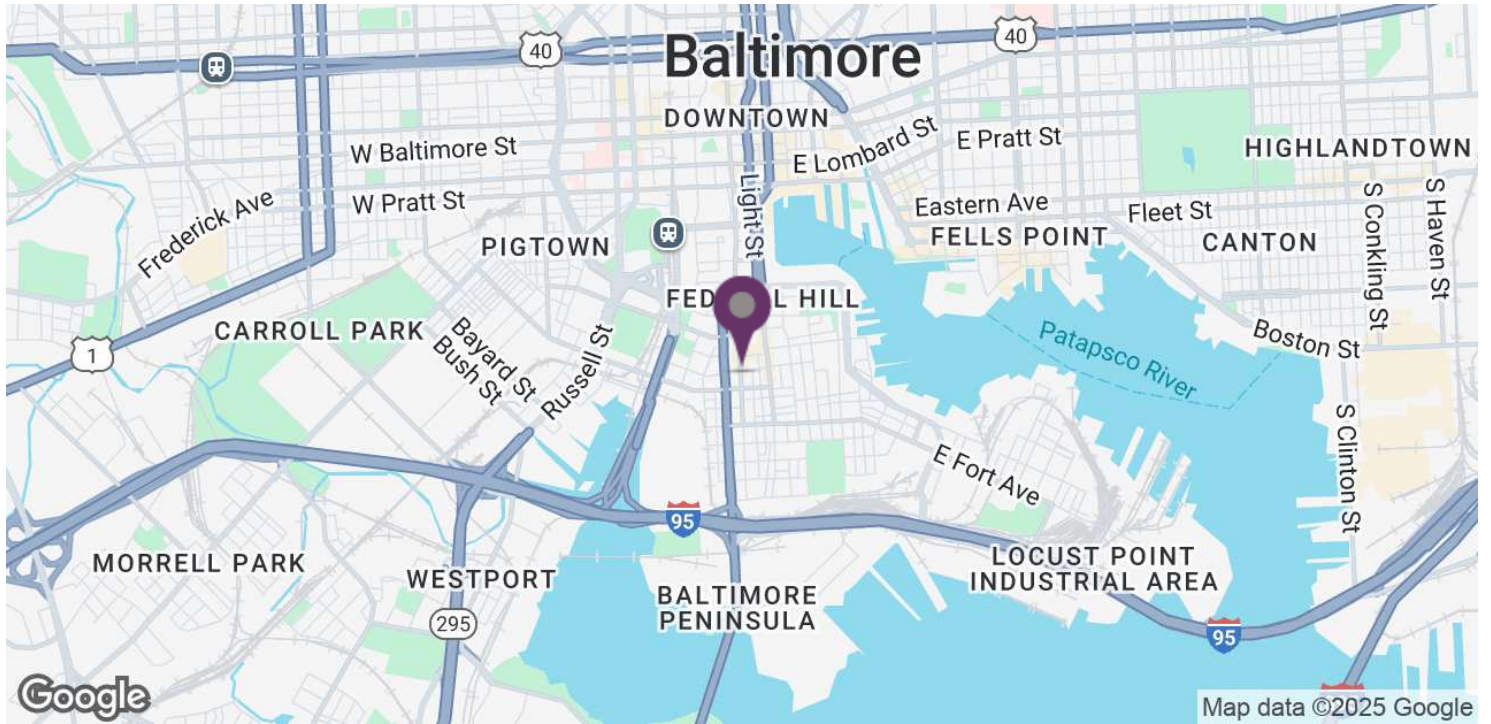 40
40
Baltimore
DOWNTOWN
W Baltimore St
E Lombard St
E Pratt St
HIGHLANDTOWN
Light St
S Conkling St
S Haven St
Frederick Ave
W Pratt St
Eastern Ave
Fleet St
PIGTOWN
FELLS POINT
CANTON
FED
L HILL
CARROLL PARK
Bayard St
Bush St
Russell St
Patapsco River
Boston St
1
S Clinton St
E Fort Ave
95
MORRELL PARK
WESTPORT
LOCUST POINT
INDUSTRIAL AREA
BALTIMORE
PENINSULA
295
95
Google
Map data ©2025 Google